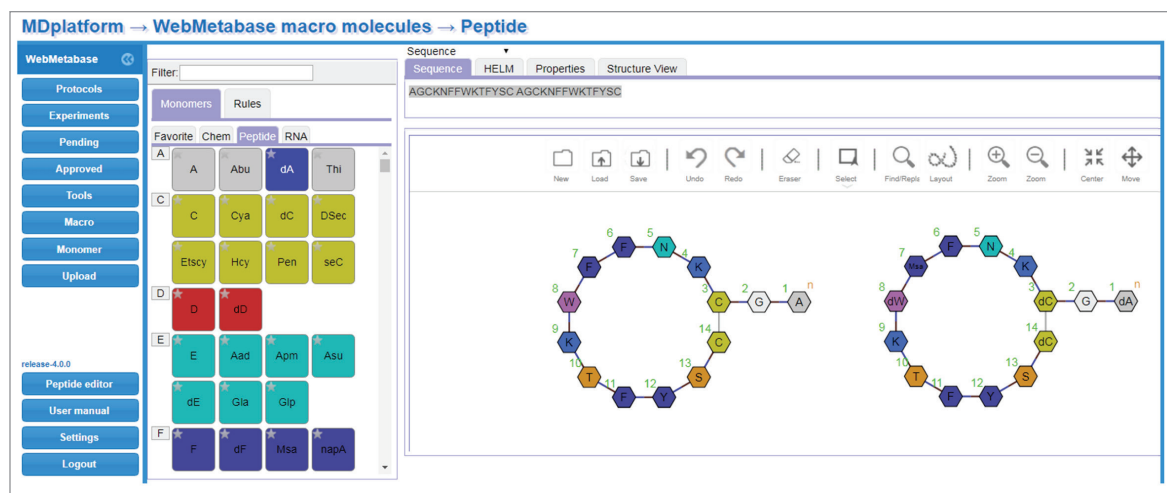 MDplatform → WebMetabase macro molecules → Peptide
WebMetabase
Protocols
Experiments
Pending
Approved
Tools
Macro
Monomer
Upload
release-4.0.0
Peptide editor
User manual
Settings
Logout
Filter:
Monomers Rules
Favorite Chem Peptide RNA
A
A Abu dA Thi
C
C Cya dC DSec
Etscy Hcy Pen seC
D
D dD
E
E Aad Apm Asu
dE Gla Glp
F
F dF Msa napA
Sequence
Sequence HELM Properties Structure View
AGCKNFFWKTFYSC AGCKNFFWKTFYSC
New Load Save Undo Redo Eraser Select Find/Repla Layout Zoom Zoom Center Move
6 5
F N
7 4
F K
8 3 2 1 n
W C G A
9 14
K C
10 13
T S
11 12
F Y
6 5
F N
7 4
Msa K
8 3 2 1 n
dW dC G dA
9 14
K dC
10 13
T S
11 12
F Y